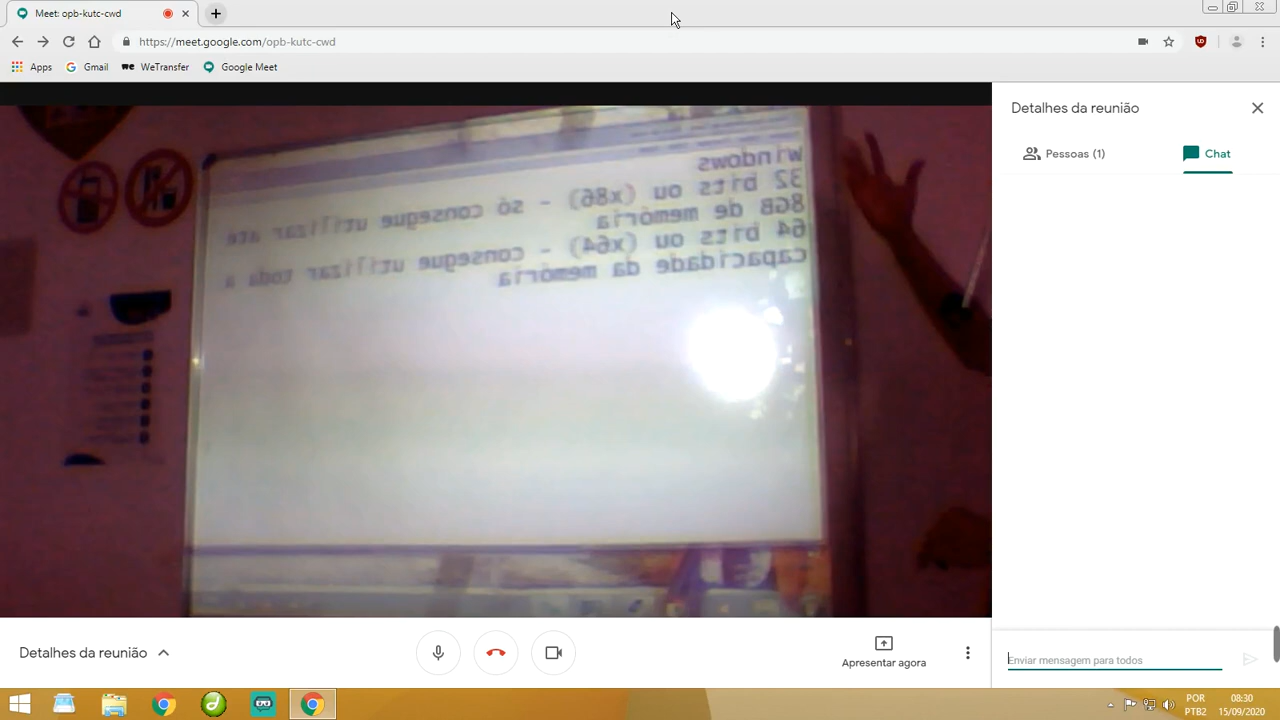 Meet: opb-kutc-cwd
https://meet.google.com/opb-kutc-cwd
Apps Gmail WeTransfer Google Meet
Windows
32 bits ou (x86) - só consegue utilizar ate
8GB de memória
64 bits ou (x64) - consegue utilizar toda a
capacidade da memória
Detalhes da reunião
Pessoas (1) Chat
Enviar mensagem para todos
Detalhes da reunião
Apresentar agora
POR 08:30
PTB2 15/09/2020